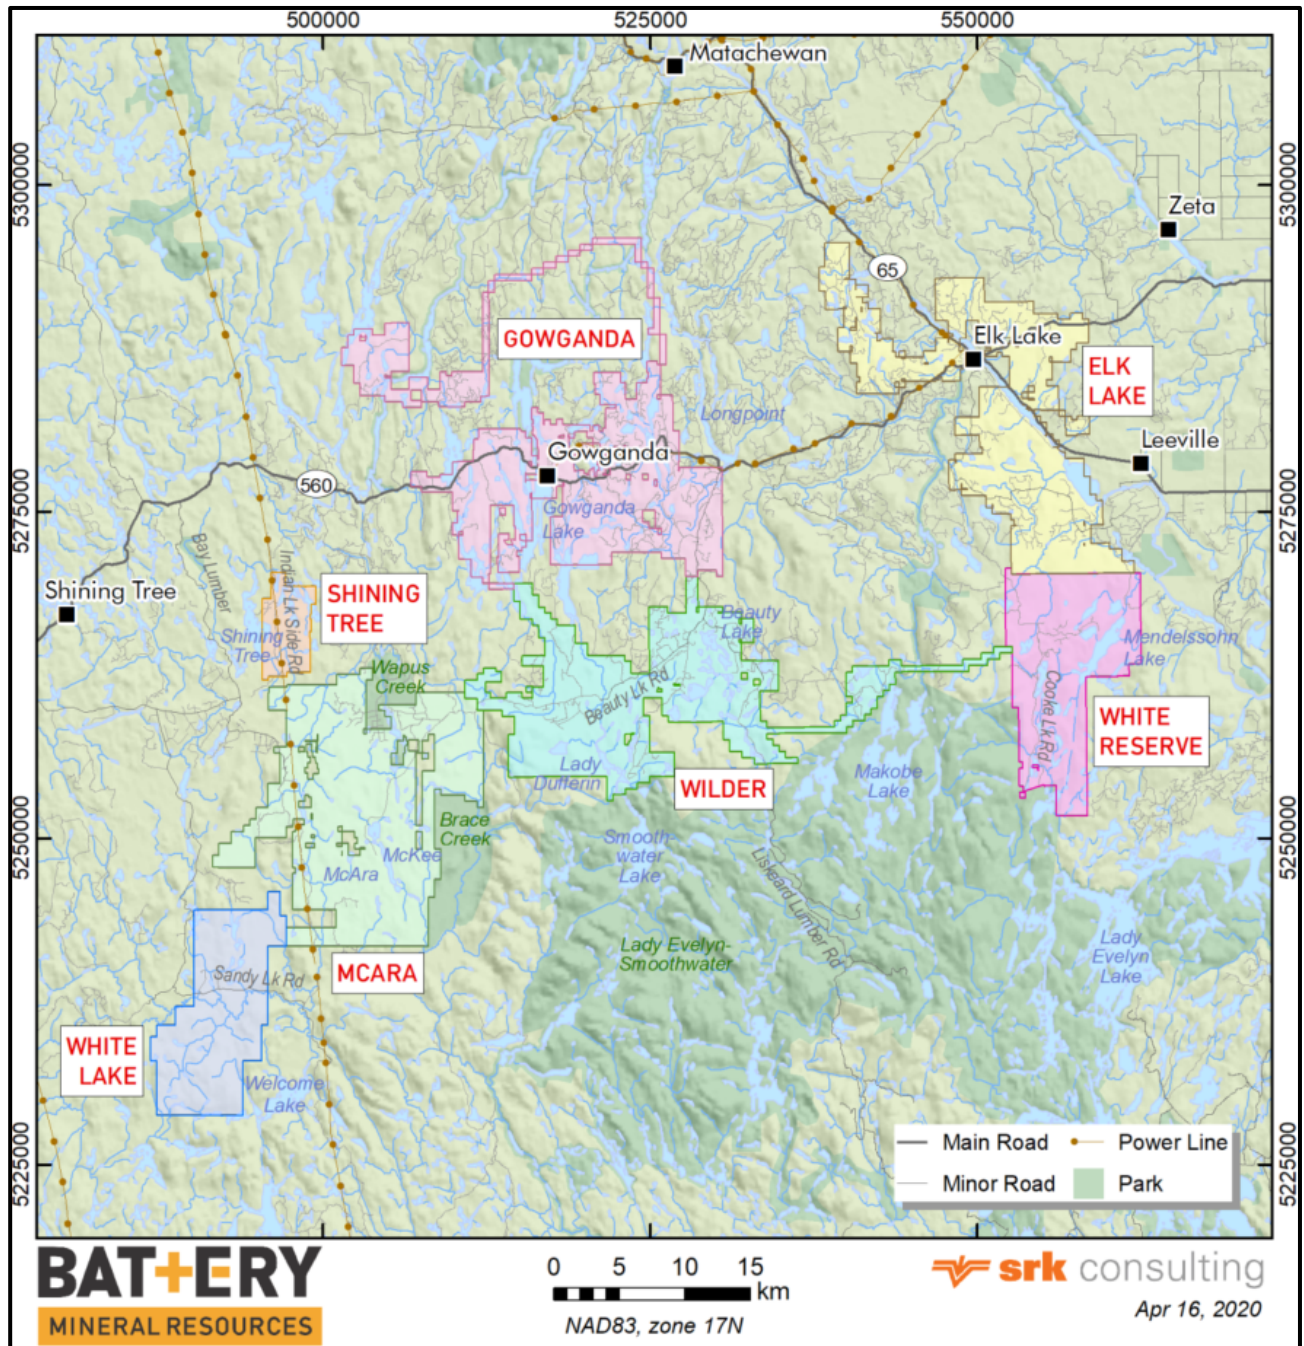 500000
525000
550000
Matachewan
5300000
5300000
Zeta
65
GOWGANDA
Elk Lake
ELK
LAKE
Longpoint
Leeville
Gowganda
560
5275000
5275000
Gowganda
Lake
Bay Lumber
Indian Lk Side Rd
Shining Tree
SHINING
TREE
Shining
Tree
Beauty
Lake
Mendelssohn
Lake
Wapus
Creek
Beauty Lk Rd
Cooke Lk Rd
WHITE
RESERVE
Lady
Dufferin
WILDER
Makobe
Lake
Brace
Creek
Smooth-
water
Lake
5250000
5250000
McKee
McAra
Lisheard Lumber Rd
Lady Evelyn-
Smoothwater
Lady
Evelyn
Lake
MCARA
Sandy Lk Rd
WHITE
LAKE
Welcome
Lake
5225000
5225000
Main Road
Power Line
Minor Road
Park
BATTERY
MINERAL RESOURCES
0 5 10 15
km
NAD83, zone 17N
srk consulting
Apr 16, 2020